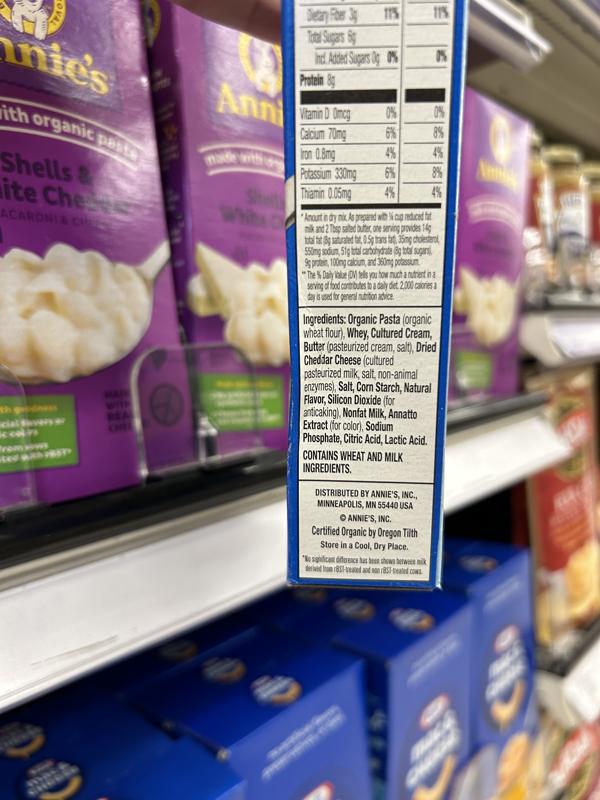 Dietary Fiber 3g 11% 11%
Total Sugars 6g
Incl. Added Sugars 0g 0% 0%
Protein 8g
Vitamin D 0mcg 0% 0%
Calcium 70mg 6% 8%
Iron 0.8mg 4% 4%
Potassium 330mg 6% 8%
Thiamin 0.05mg 4% 4%
*Amount in dry mix. As prepared with ¼ cup reduced fat
milk and 2 Tbsp salted butter, one serving provides 14g
total fat (8g saturated fat, 0.5g trans fat), 35mg cholesterol,
550mg sodium, 51g total carbohydrate (8g total sugars),
9g protein, 100mg calcium, and 360mg potassium.
**The % Daily Value (DV) tells you how much a nutrient in a
serving of food contributes to a daily diet. 2,000 calories a
day is used for general nutrition advice.
Ingredients: Organic Pasta (organic
wheat flour), Whey, Cultured Cream,
Butter (pasteurized cream, salt), Dried
Cheddar Cheese (cultured
pasteurized milk, salt, non-animal
enzymes), Salt, Corn Starch, Natural
Flavor, Silicon Dioxide (for
anticaking), Nonfat Milk, Annatto
Extract (for color), Sodium
Phosphate, Citric Acid, Lactic Acid.
CONTAINS WHEAT AND MILK
INGREDIENTS.
DISTRIBUTED BY ANNIE'S, INC.,
MINNEAPOLIS, MN 55440 USA
© ANNIE'S, INC.
Certified Organic by Oregon Tilth
Store in a Cool, Dry Place.
*No significant difference has been shown between milk
derived from rBST-treated and non rBST-treated cows.
nnie's
with organic pasta
Shells &
ite Cheddar
MACARONI & CHE
Anni
made with o
Shells
White C